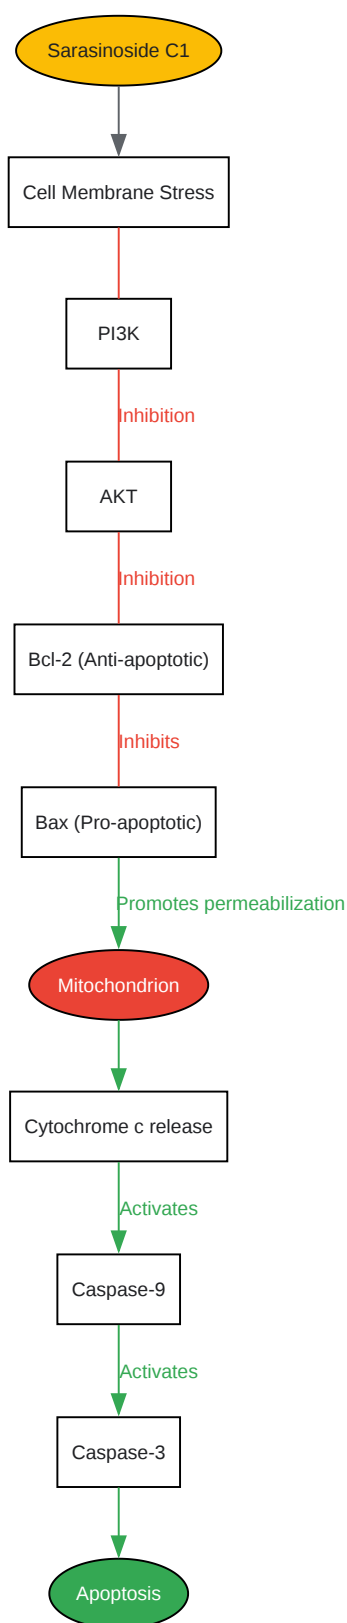 Sarasinoside C1
Cell Membrane Stress
PI3K
Inhibition
AKT
Inhibition
Bcl-2 (Anti-apoptotic)
Inhibits
Bax (Pro-apoptotic)
Promotes permeabilization
Mitochondrion
Cytochrome c release
Activates
Caspase-9
Activates
Caspase-3
Apoptosis